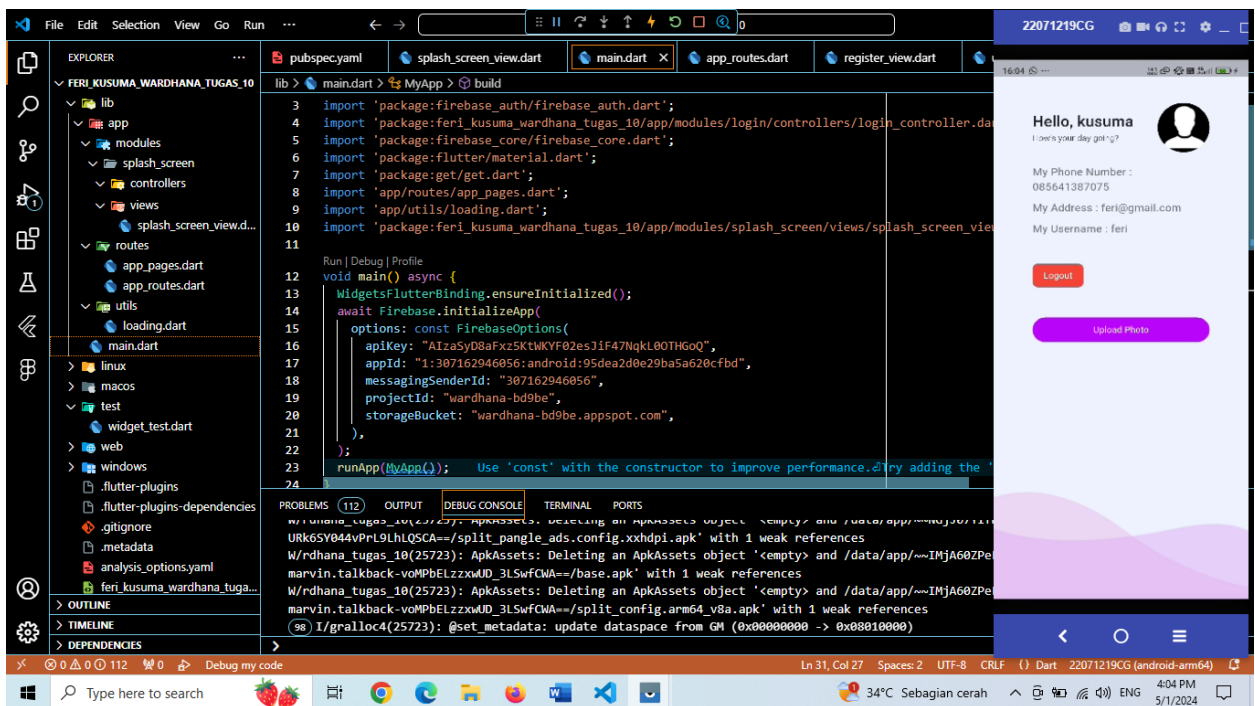 File Edit Selection View Go Run ···
EXPLORER ···
FERI_KUSUMA_WARDHANA_TUGAS_10
lib
app
modules
splash_screen
controllers
views
splash_screen_view.d...
routes
app_pages.dart
app_routes.dart
utils
loading.dart
main.dart
linux
macos
test
widget_test.dart
web
windows
.flutter-plugins
.flutter-plugins-dependencies
.gitignore
.metadata
analysis_options.yaml
feri_kusuma_wardhana_tuga...
OUTLINE
TIMELINE
DEPENDENCIES
pubspec.yaml splash_screen_view.dart main.dart app_routes.dart register_view.dart
lib > main.dart > MyApp > build
3 import 'package:firebase_auth/firebase_auth.dart';
4 import 'package:feri_kusuma_wardhana_tugas_10/app/modules/login/controllers/login_controller.da
5 import 'package:firebase_core/firebase_core.dart';
6 import 'package:flutter/material.dart';
7 import 'package:get/get.dart';
8 import 'app/routes/app_pages.dart';
9 import 'app/utils/loading.dart';
10 import 'package:feri_kusuma_wardhana_tugas_10/app/modules/splash_screen/views/splash_screen_vie
11
Run | Debug | Profile
12 void main() async {
13 WidgetsFlutterBinding.ensureInitialized();
14 await Firebase.initializeApp(
15 options: const FirebaseOptions(
16 apiKey: "AIzaSyD8aFxz5KtWKYF02esJiF47NqkL0OTHGoQ",
17 appId: "1:307162946056:android:95dea2d0e29ba5a620cfbd",
18 messagingSenderId: "307162946056",
19 projectId: "wardhana-bd9be",
20 storageBucket: "wardhana-bd9be.appspot.com",
21 ),
22 );
23 runApp(MyApp()); Use 'const' with the constructor to improve performance.⏎Try adding the '
24 }
PROBLEMS 112 OUTPUT DEBUG CONSOLE TERMINAL PORTS
URk6SY044vPrL9LhLQSCA==/split_pangle_ads.config.xxhdpi.apk' with 1 weak references
W/rdhana_tugas_10(25723): ApkAssets: Deleting an ApkAssets object '<empty> and /data/app/~~IMjA60ZPe
marvin.talkback-voMPbELzzxwUD_3LSwfCWA==/base.apk' with 1 weak references
W/rdhana_tugas_10(25723): ApkAssets: Deleting an ApkAssets object '<empty> and /data/app/~~IMjA60ZPe
marvin.talkback-voMPbELzzxwUD_3LSwfCWA==/split_config.arm64_v8a.apk' with 1 weak references
98 I/gralloc4(25723): @set_metadata: update dataspace from GM (0x00000000 -> 0x08010000)
22071219CG
16:04
Hello, kusuma
How's your day going?
My Phone Number :
085641387075
My Address : feri@gmail.com
My Username : feri
Logout
Upload Photo
0 0 112 0 Debug my code Ln 31, Col 27 Spaces: 2 UTF-8 CRLF {} Dart 22071219CG (android-arm64)
Type here to search 34°C Sebagian cerah ENG 4:04 PM
5/1/2024